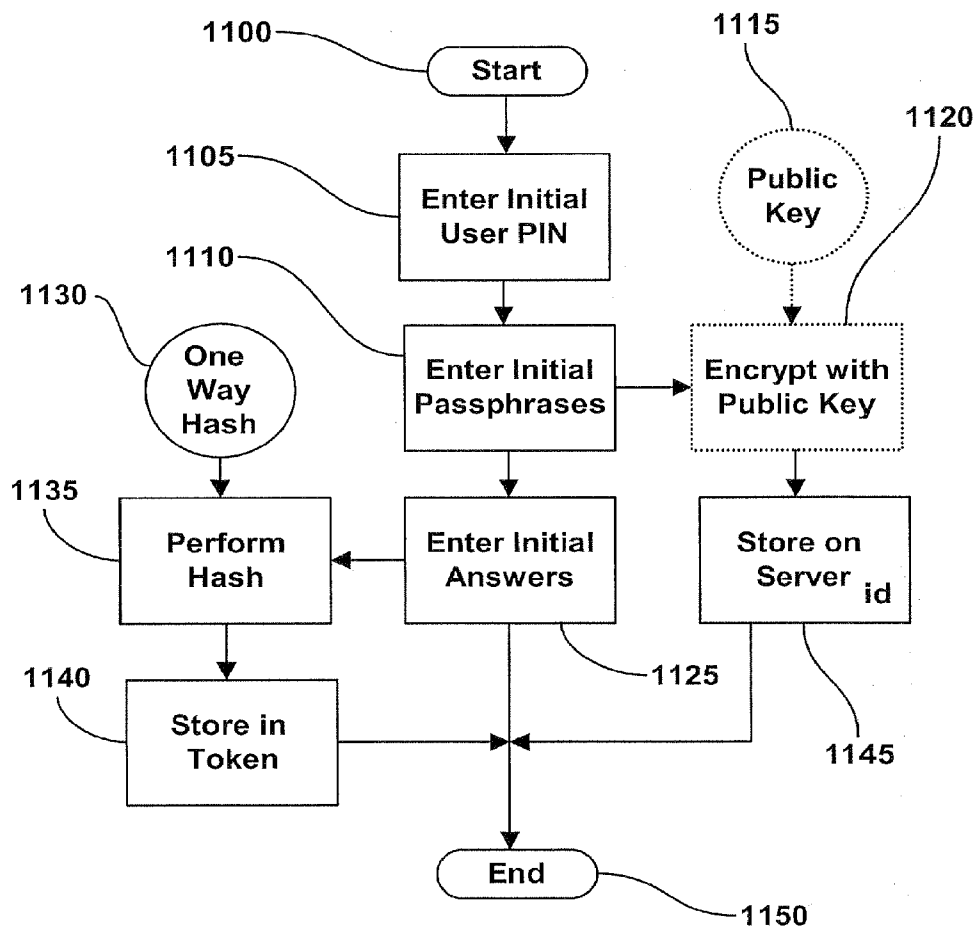 1100
Start
1115
1120
1105
Enter Initial
User PIN
Public
Key
1110
1130
One
Way
Hash
Enter Initial
Passphrases
Encrypt with
Public Key
1135
Perform
Hash
Enter Initial
Answers
Store on
Server
id
1140
1125
Store in
Token
1145
End
1150